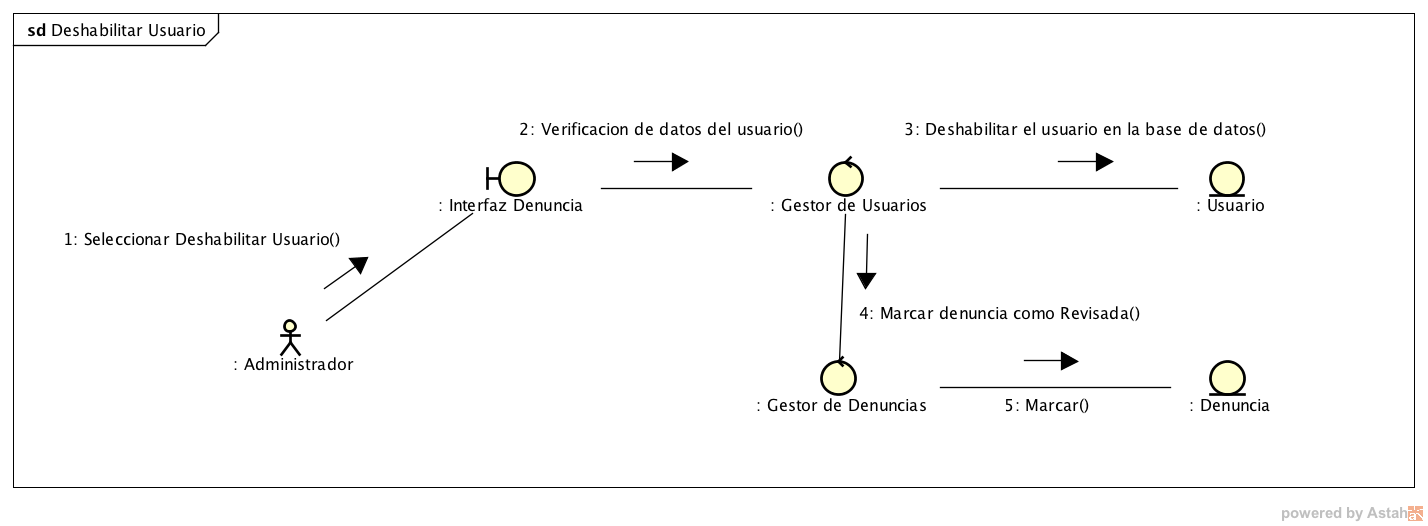 sd Deshabilitar Usuario
2: Verificacion de datos del usuario()
3: Deshabilitar el usuario en la base de datos()
: Interfaz Denuncia
: Gestor de Usuarios
: Usuario
1: Seleccionar Deshabilitar Usuario()
4: Marcar denuncia como Revisada()
: Administrador
: Gestor de Denuncias
5: Marcar()
: Denuncia
powered by Astah